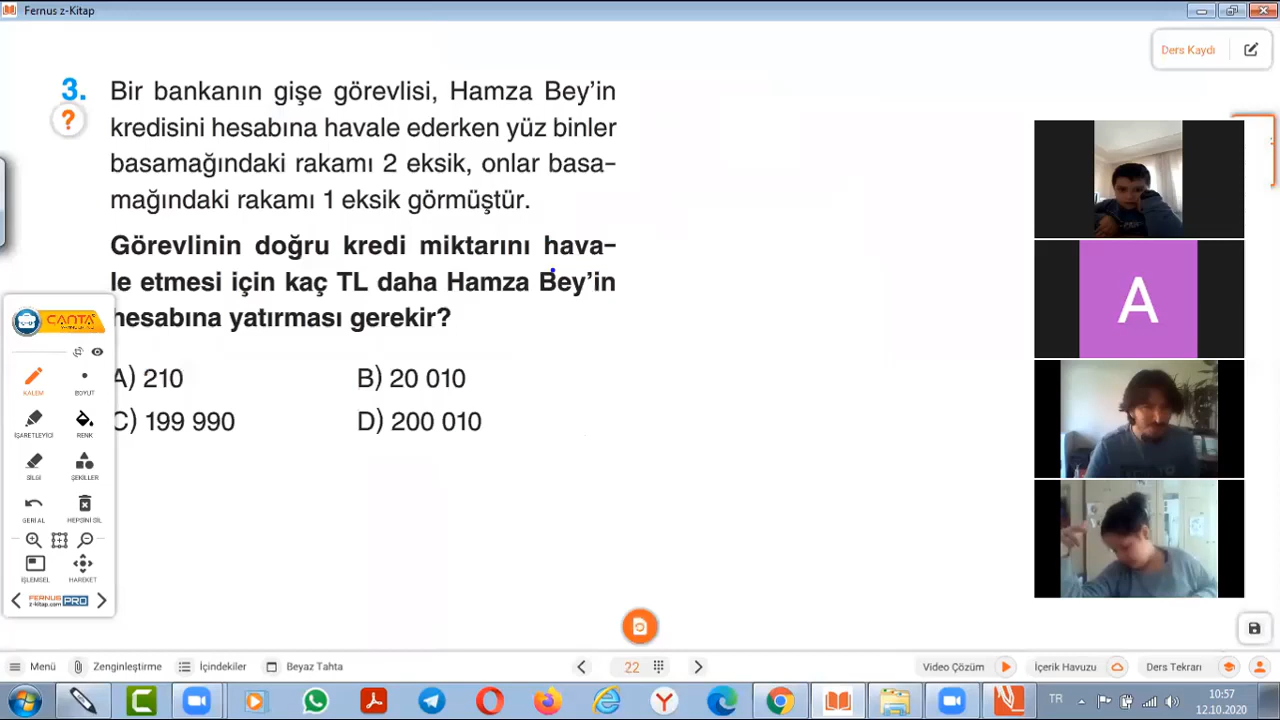 Fernus z-Kitap
Ders Kaydı
3. Bir bankanın gişe görevlisi, Hamza Bey’in
?
kredisini hesabına havale ederken yüz binler
basamağındaki rakamı 2 eksik, onlar basa-
mağındaki rakamı 1 eksik görmüştür.
Görevlinin doğru kredi miktarını hava-
le etmesi için kaç TL daha Hamza Bey’in
hesabına yatırması gerekir?
A) 210
B) 20 010
C) 199 990
D) 200 010
A
ÇANTA
KALEM
BOYUT
İŞARETLEYİCİ
RENK
SİLGİ
ŞEKİLLER
GERİ AL
HEPSİNİ SİL
İŞLEMSEL
HAREKET
FERNUS
z-kitap.com PRO
Menü
Zenginleştirme
İçindekiler
Beyaz Tahta
22
Video Çözüm
İçerik Havuzu
Ders Tekrarı
TR
10:57
12.10.2020